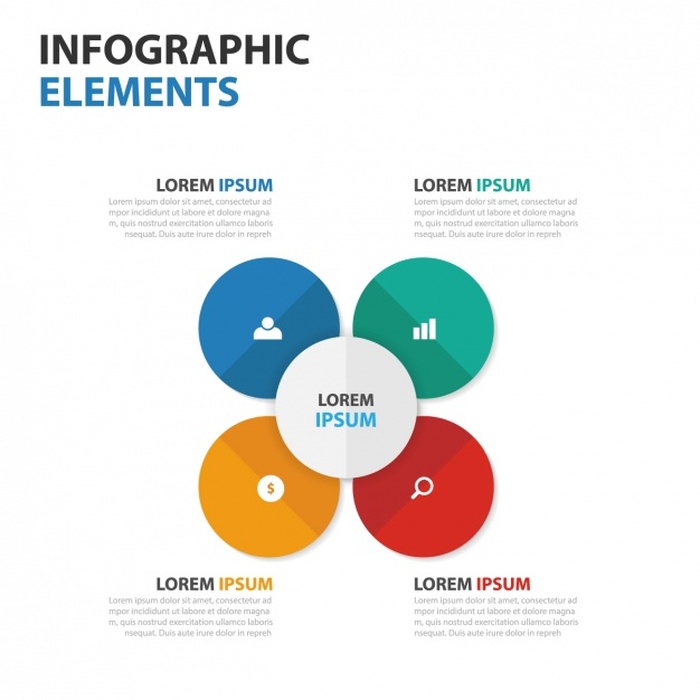 INFOGRAPHIC
ELEMENTS
LOREM IPSUM
Lorem ipsum dolor sit amet, consectetur ad
mpor incididunt ut labore et dolore magna
m, quis nostrud exercitation ullamco laboris
nsequat. Duis aute irure dolor in repreh
LOREM IPSUM
Lorem ipsum dolor sit amet, consectetur ad
mpor incididunt ut labore et dolore magna
m, quis nostrud exercitation ullamco laboris
nsequat. Duis aute irure dolor in repreh
LOREM
IPSUM
$
LOREM IPSUM
Lorem ipsum dolor sit amet, consectetur ad
mpor incididunt ut labore et dolore magna
m, quis nostrud exercitation ullamco laboris
nsequat. Duis aute irure dolor in repreh
LOREM IPSUM
Lorem ipsum dolor sit amet, consectetur ad
mpor incididunt ut labore et dolore magna
m, quis nostrud exercitation ullamco laboris
nsequat. Duis aute irure dolor in repreh